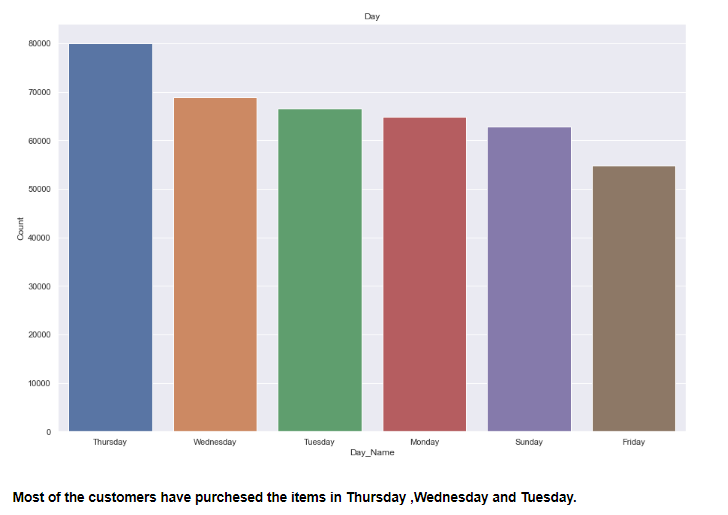 Day
80000
70000
60000
50000
40000
30000
20000
10000
0
Count
Thursday Wednesday Tuesday Monday Sunday Friday
Day_Name
Most of the customers have purchesed the items in Thursday ,Wednesday and Tuesday.